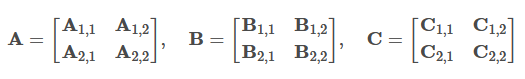 A = [A1,1 A1,2 A2,1 A2,2], B = [B1,1 B1,2 B2,1 B2,2], C = [C1,1 C1,2 C2,1 C2,2]